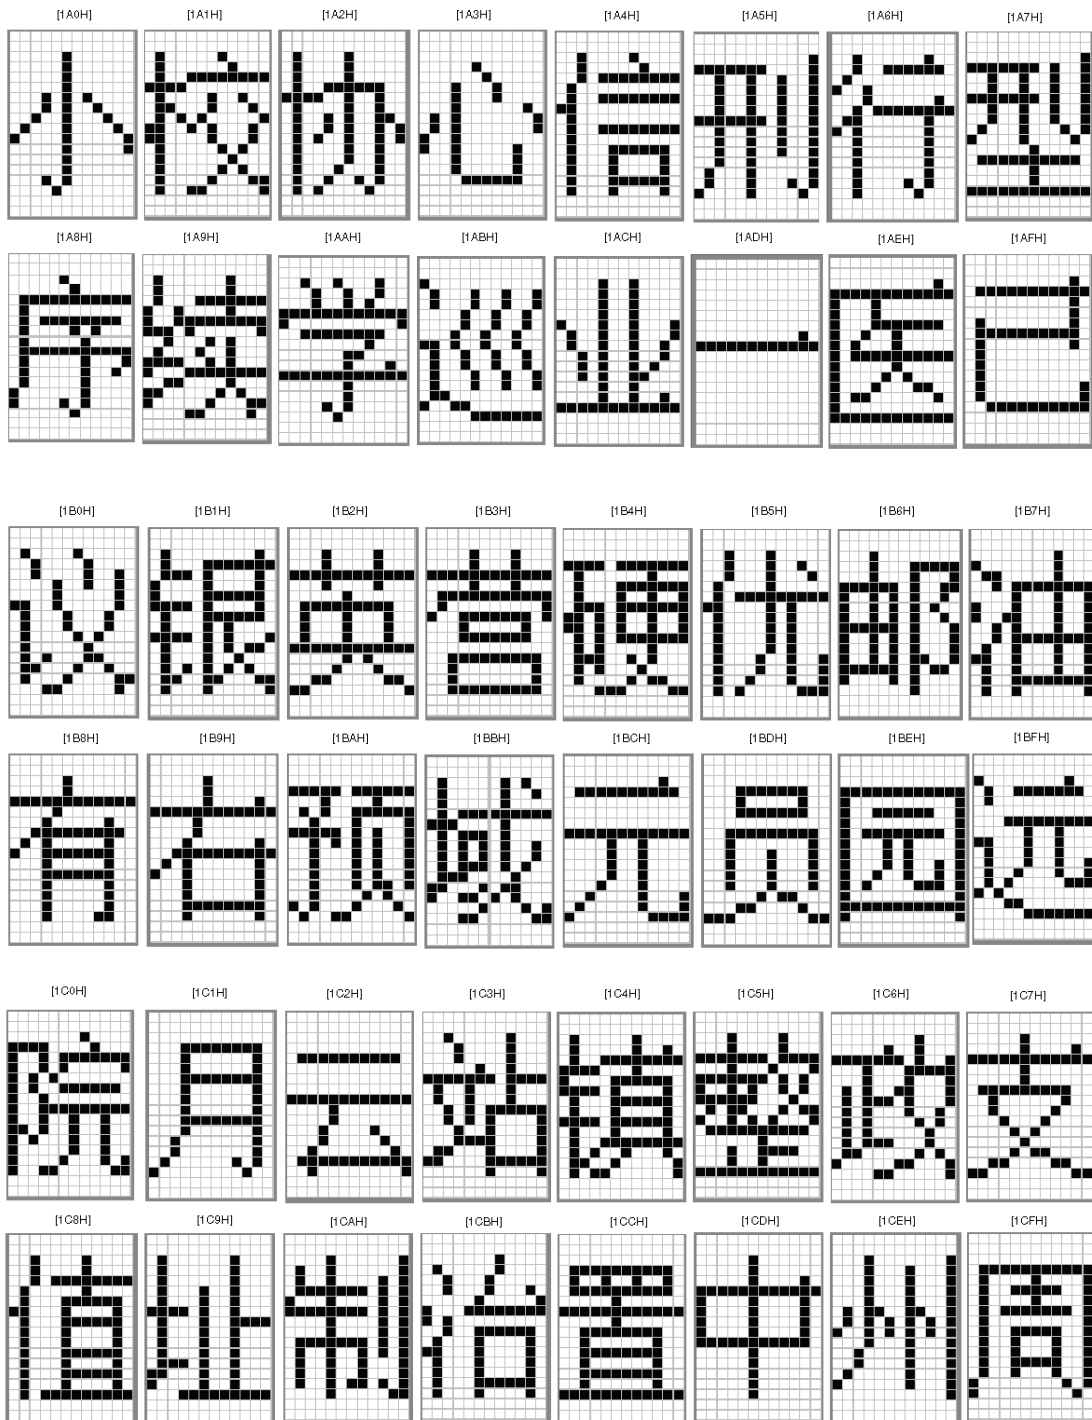 [1A0H] [1A1H] [1A2H] [1A3H] [1A4H] [1A5H] [1A6H] [1A7H]
小 校 协 心 信 刑 行 型
[1A8H] [1A9H] [1AAH] [1ABH] [1ACH] [1ADH] [1AEH] [1AFH]
序 续 学 巡 业 一 医 已
[1B0H] [1B1H] [1B2H] [1B3H] [1B4H] [1B5H] [1B6H] [1B7H]
议 银 英 营 硬 优 邮 油
[1B8H] [1B9H] [1BAH] [1BBH] [1BCH] [1BDH] [1BEH] [1BFH]
有 右 预 域 元 员 园 远
[1C0H] [1C1H] [1C2H] [1C3H] [1C4H] [1C5H] [1C6H] [1C7H]
院 月 云 站 镇 整 政 支
[1C8H] [1C9H] [1CAH] [1CBH] [1CCH] [1CDH] [1CEH] [1CFH]
值 址 制 治 置 中 州 周